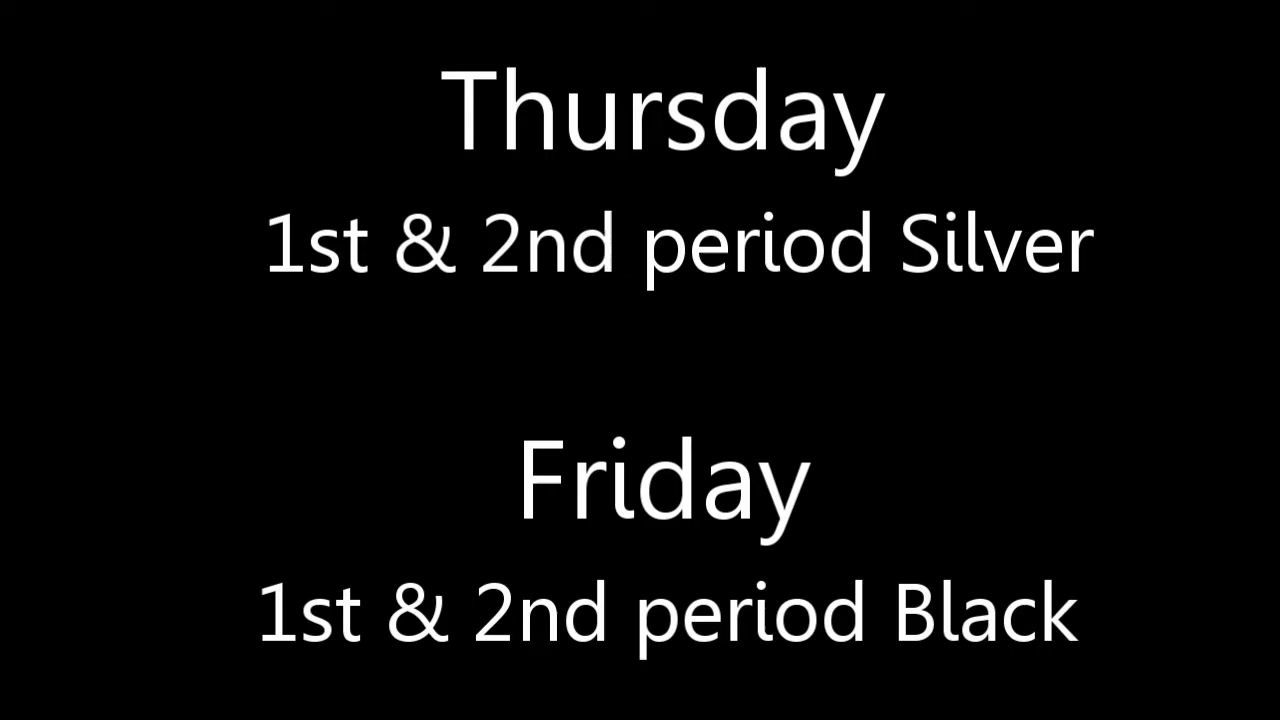 Thursday
1st & 2nd period Silver
Friday
1st & 2nd period Black